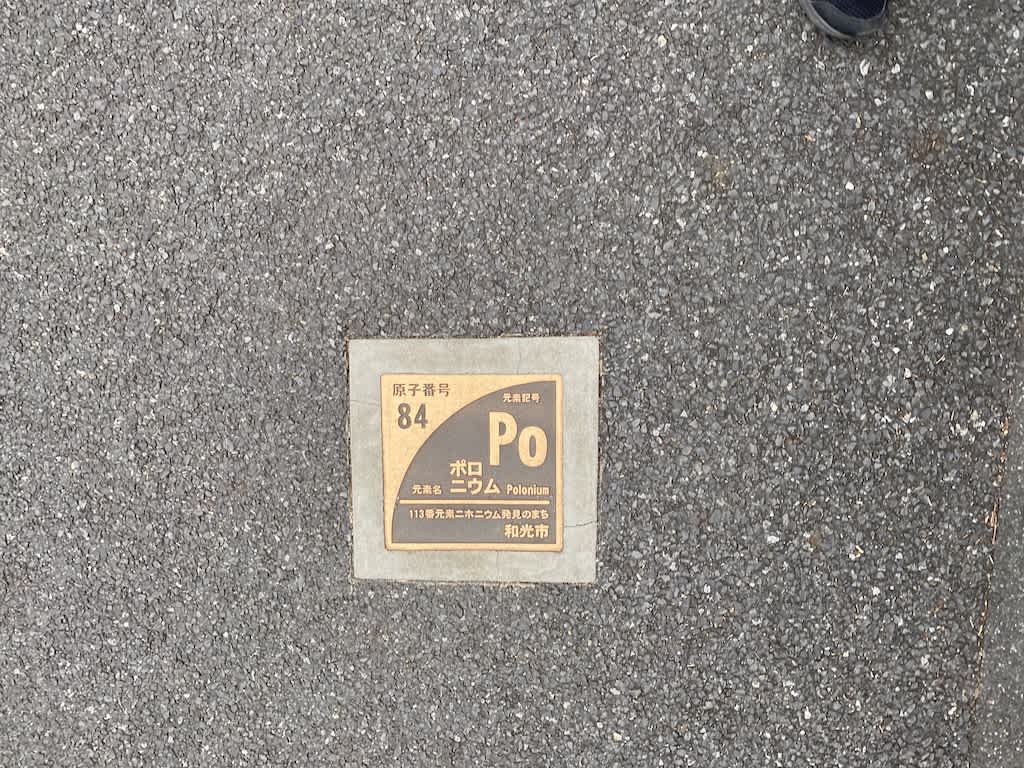 原子番号
84
元素記号
Po
元素名 ポロ
ニウム Polonium
113番元素ニホニウム発見のまち
和光市